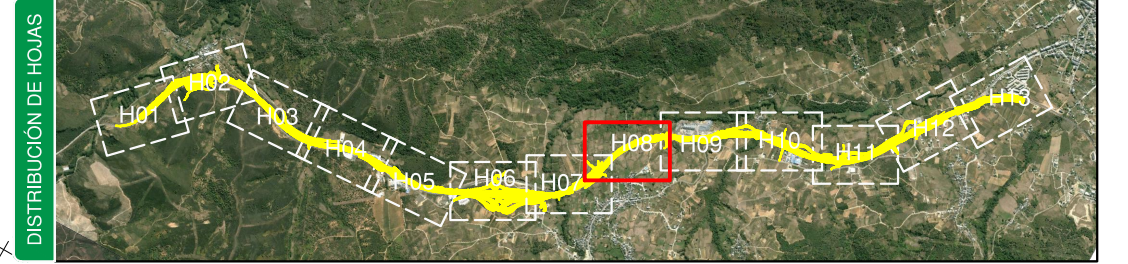 DISTRIBUCIÓN DE HOJAS
H01
H02
H03
H04
H05
H06
H07
H08
H09
H10
H11
H12
H13